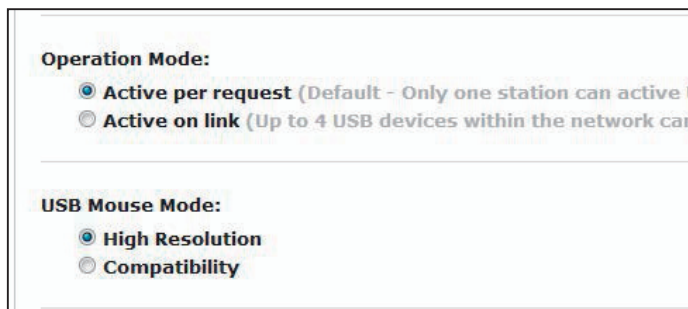 Operation Mode:
Active per request (Default - Only one station can active
Active on link (Up to 4 USB devices within the network
USB Mouse Mode:
High Resolution
Compatibility